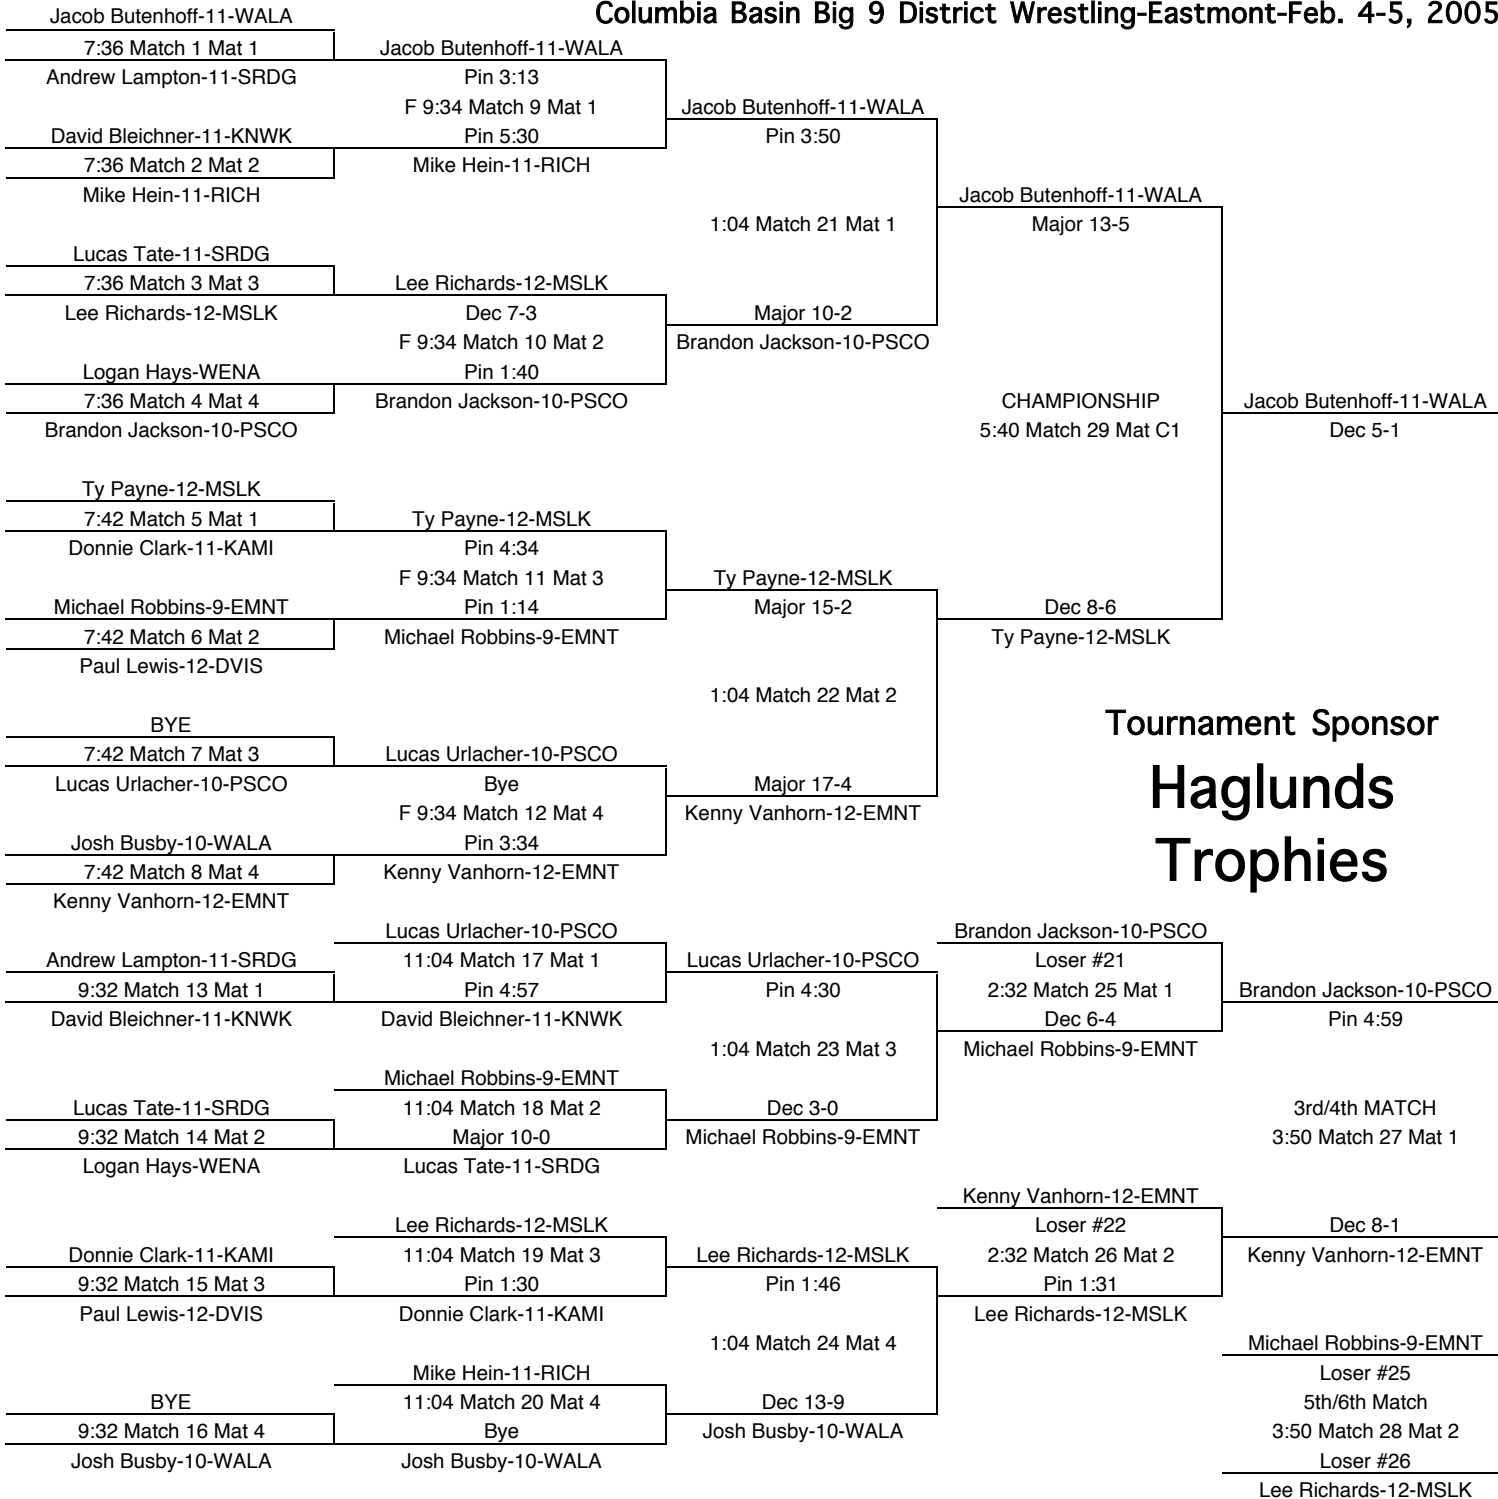 Columbia Basin Big 9 District Wrestling-Eastmont-Feb. 4-5, 2005
Jacob Butenhoff-11-WALA
7:36 Match 1 Mat 1
Andrew Lampton-11-SRDG
David Bleichner-11-KNWK
7:36 Match 2 Mat 2
Mike Hein-11-RICH
Lucas Tate-11-SRDG
7:36 Match 3 Mat 3
Lee Richards-12-MSLK
Logan Hays-WENA
7:36 Match 4 Mat 4
Brandon Jackson-10-PSCO
Ty Payne-12-MSLK
7:42 Match 5 Mat 1
Donnie Clark-11-KAMI
Michael Robbins-9-EMNT
7:42 Match 6 Mat 2
Paul Lewis-12-DVIS
BYE
7:42 Match 7 Mat 3
Lucas Urlacher-10-PSCO
Josh Busby-10-WALA
7:42 Match 8 Mat 4
Kenny Vanhorn-12-EMNT
Jacob Butenhoff-11-WALA
Pin 3:13
F 9:34 Match 9 Mat 1
Pin 5:30
Mike Hein-11-RICH
Lee Richards-12-MSLK
Dec 7-3
F 9:34 Match 10 Mat 2
Pin 1:40
Brandon Jackson-10-PSCO
Ty Payne-12-MSLK
Pin 4:34
F 9:34 Match 11 Mat 3
Pin 1:14
Michael Robbins-9-EMNT
Lucas Urlacher-10-PSCO
Bye
F 9:34 Match 12 Mat 4
Pin 3:34
Kenny Vanhorn-12-EMNT
Jacob Butenhoff-11-WALA
Pin 3:50
1:04 Match 21 Mat 1
Major 10-2
Brandon Jackson-10-PSCO
Ty Payne-12-MSLK
Major 15-2
1:04 Match 22 Mat 2
Major 17-4
Kenny Vanhorn-12-EMNT
Jacob Butenhoff-11-WALA
Major 13-5
CHAMPIONSHIP
5:40 Match 29 Mat C1
Dec 8-6
Ty Payne-12-MSLK
Jacob Butenhoff-11-WALA
Dec 5-1
Tournament Sponsor
Haglunds
Trophies
Andrew Lampton-11-SRDG
9:32 Match 13 Mat 1
David Bleichner-11-KNWK
Lucas Tate-11-SRDG
9:32 Match 14 Mat 2
Logan Hays-WENA
Donnie Clark-11-KAMI
9:32 Match 15 Mat 3
Paul Lewis-12-DVIS
BYE
9:32 Match 16 Mat 4
Josh Busby-10-WALA
Lucas Urlacher-10-PSCO
11:04 Match 17 Mat 1
Pin 4:57
David Bleichner-11-KNWK
Michael Robbins-9-EMNT
11:04 Match 18 Mat 2
Major 10-0
Lucas Tate-11-SRDG
Lee Richards-12-MSLK
11:04 Match 19 Mat 3
Pin 1:30
Donnie Clark-11-KAMI
Mike Hein-11-RICH
11:04 Match 20 Mat 4
Bye
Josh Busby-10-WALA
Lucas Urlacher-10-PSCO
Pin 4:30
1:04 Match 23 Mat 3
Dec 3-0
Michael Robbins-9-EMNT
Lee Richards-12-MSLK
Pin 1:46
1:04 Match 24 Mat 4
Dec 13-9
Josh Busby-10-WALA
Brandon Jackson-10-PSCO
Loser #21
2:32 Match 25 Mat 1
Dec 6-4
Michael Robbins-9-EMNT
Kenny Vanhorn-12-EMNT
Loser #22
2:32 Match 26 Mat 2
Pin 1:31
Lee Richards-12-MSLK
Brandon Jackson-10-PSCO
Pin 4:59
3rd/4th MATCH
3:50 Match 27 Mat 1
Dec 8-1
Kenny Vanhorn-12-EMNT
Michael Robbins-9-EMNT
Loser #25
5th/6th Match
3:50 Match 28 Mat 2
Loser #26
Lee Richards-12-MSLK